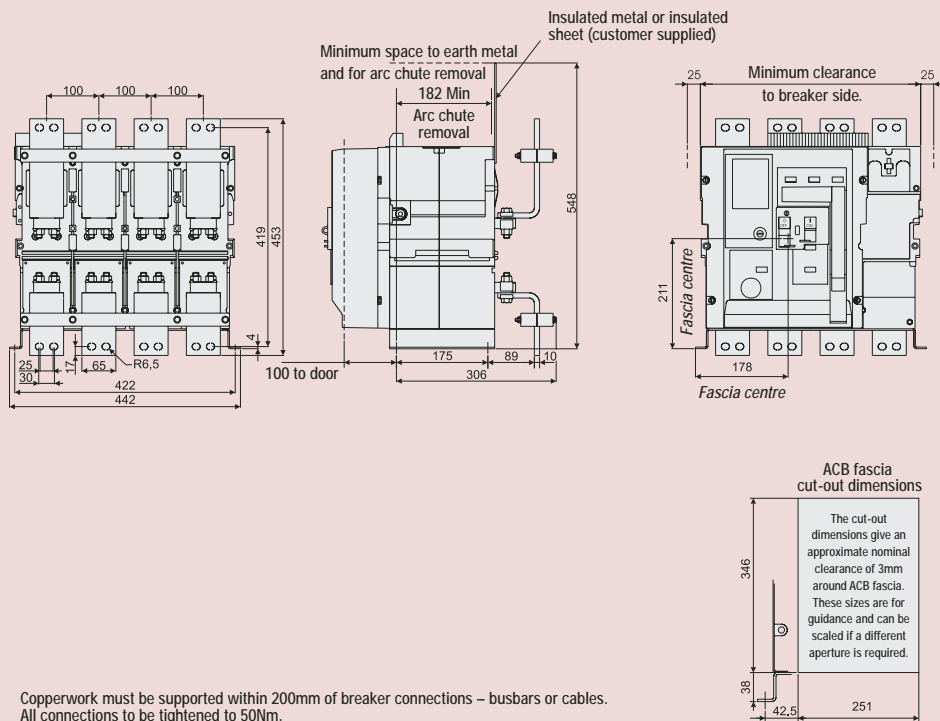 Insulated metal or insulated
sheet (customer supplied)
Minimum space to earth metal
and for arc chute removal
182 Min
Arc chute
removal
100
100
100
419
453
4
25
30
17
65
R6,5
422
442
548
100 to door
175
89
10
306
25
Minimum clearance
to breaker side.
25
211
Fascia centre
178
Fascia centre
ACB fascia
cut-out dimensions
The cut-out
dimensions give an
approximate nominal
clearance of 3mm
around ACB fascia.
These sizes are for
guidance and can be
scaled if a different
aperture is required.
346
38
42.5
251
Copperwork must be supported within 200mm of breaker connections – busbars or cables.
All connections to be tightened to 50Nm.